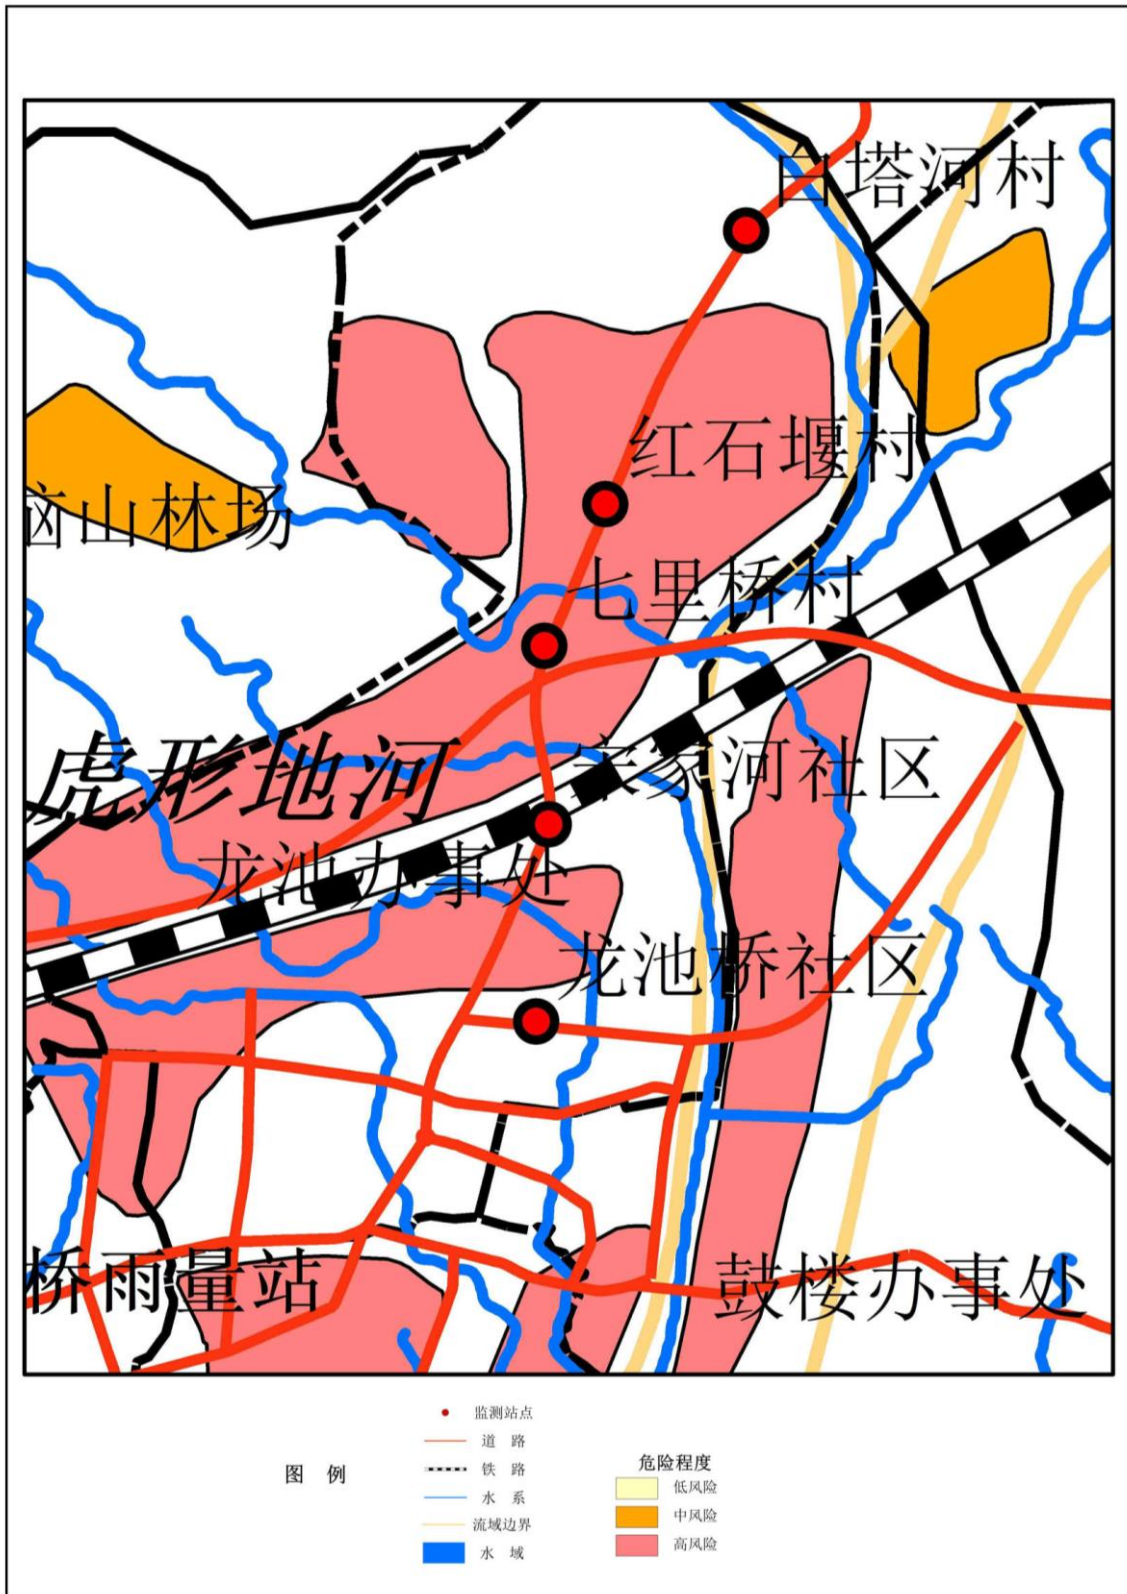 白塔河村
红石堰村
山林场
七里桥村
虎形地河
宋家河社区
龙池办事处
龙池桥社区
桥雨量站
鼓楼办事处
图 例
监测站点
道 路
铁 路
水 系
流域边界
水 域
危险程度
低风险
中风险
高风险